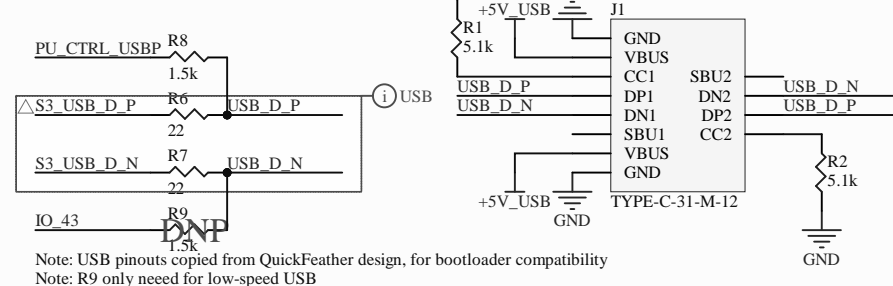 +5V_USB
J1
R1
5.1k
GND
VBUS
CC1
DP1
DN1
SBU1
VBUS
GND
SBU2
DN2
DP2
CC2
USB_D_P
USB_D_N
USB_D_N
USB_D_P
+5V_USB
GND
TYPE-C-31-M-12
R2
5.1k
GND
PU_CTRL_USBP
R8
1.5k
S3_USB_D_P
R6
22
USB_D_P
i USB
S3_USB_D_N
R7
22
USB_D_N
IO_43
R9
1.5k
DNP
Note: USB pinouts copied from QuickFeather design, for bootloader compatibility
Note: R9 only neeed for low-speed USB